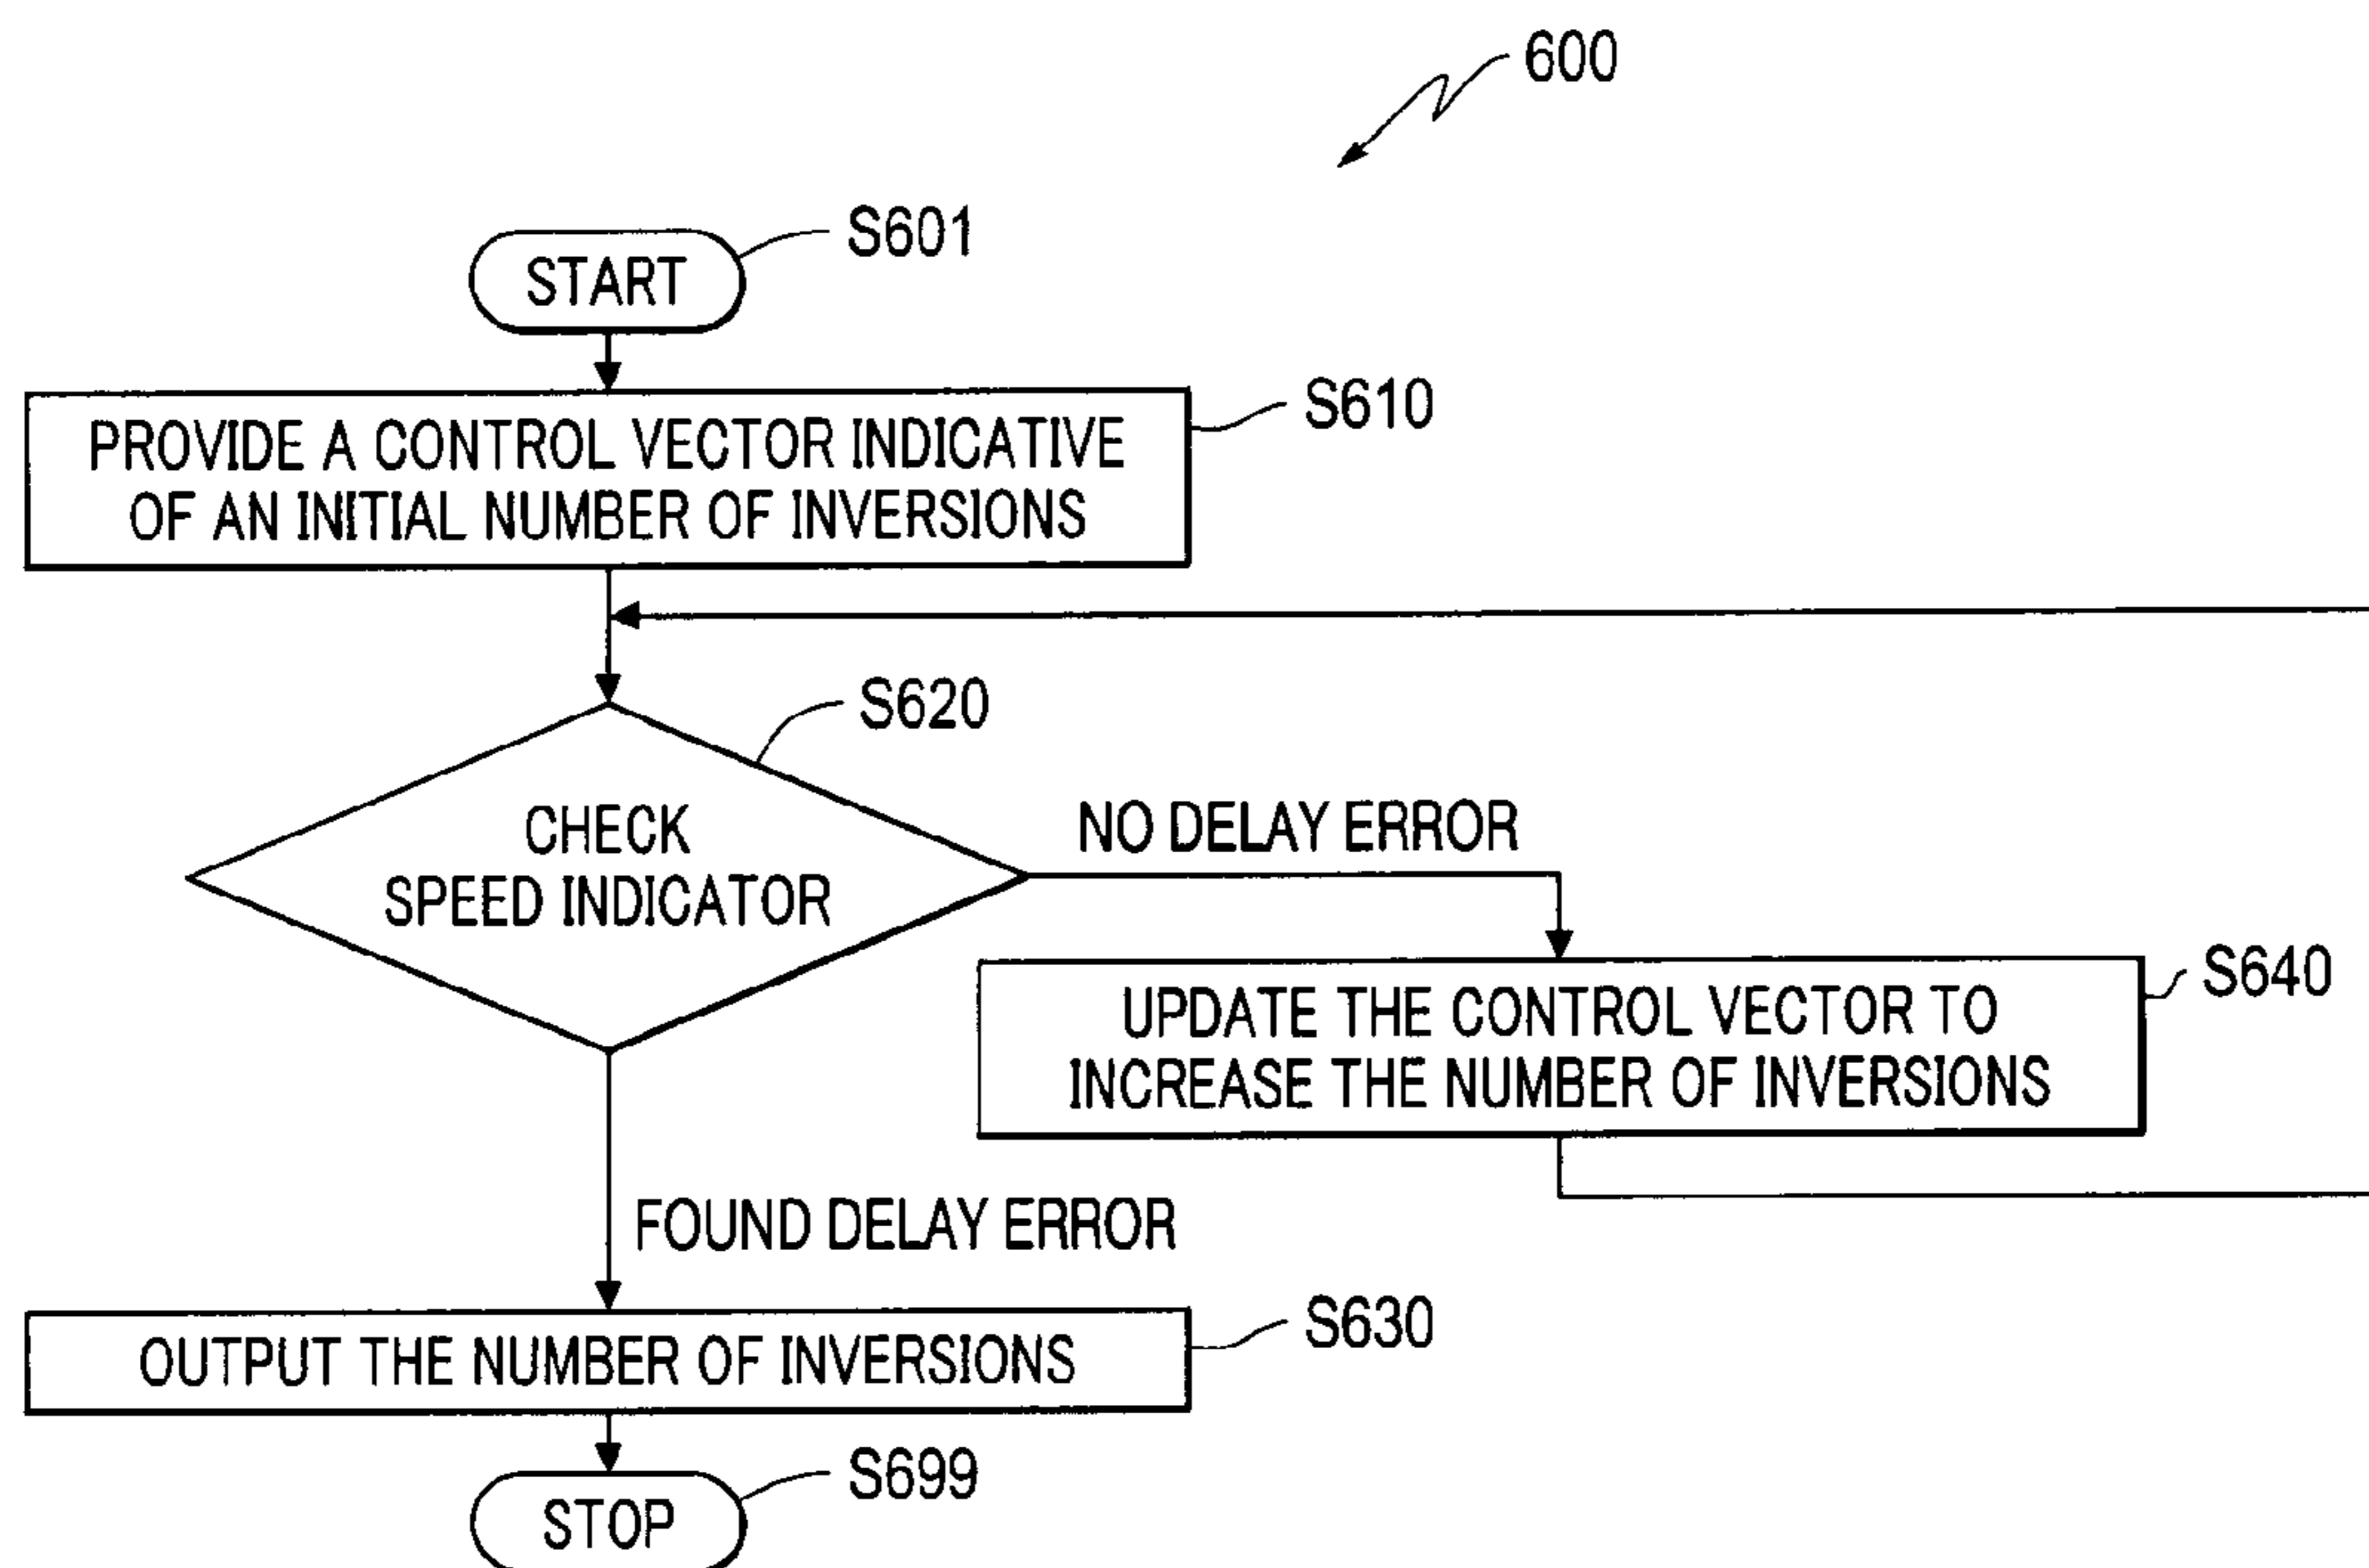 600
START
S601
PROVIDE A CONTROL VECTOR INDICATIVE
OF AN INITIAL NUMBER OF INVERSIONS
S610
S620
CHECK
SPEED INDICATOR
NO DELAY ERROR
UPDATE THE CONTROL VECTOR TO
INCREASE THE NUMBER OF INVERSIONS
S640
FOUND DELAY ERROR
OUTPUT THE NUMBER OF INVERSIONS
S630
STOP
S699